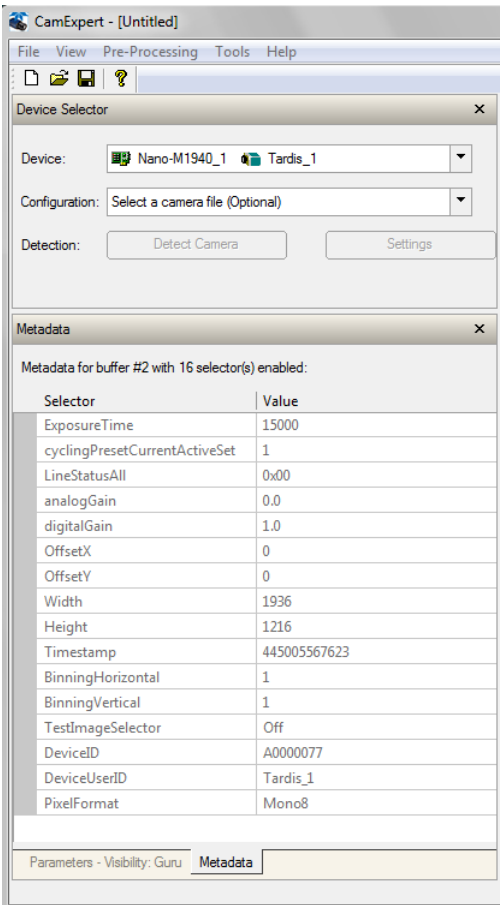 CamExpert - [Untitled]
File View Pre-Processing Tools Help
Device Selector
Device: Nano-M1940_1 Tardis_1
Configuration: Select a camera file (Optional)
Detection: Detect Camera Settings
Metadata
Metadata for buffer #2 with 16 selector(s) enabled:
Selector Value
ExposureTime 15000
cyclingPresetCurrentActiveSet 1
LineStatusAll 0x00
analogGain 0.0
digitalGain 1.0
OffsetX 0
OffsetY 0
Width 1936
Height 1216
Timestamp 445005567623
BinningHorizontal 1
BinningVertical 1
TestImageSelector Off
DeviceID A0000077
DeviceUserID Tardis_1
PixelFormat Mono8
Parameters - Visibility: Guru Metadata